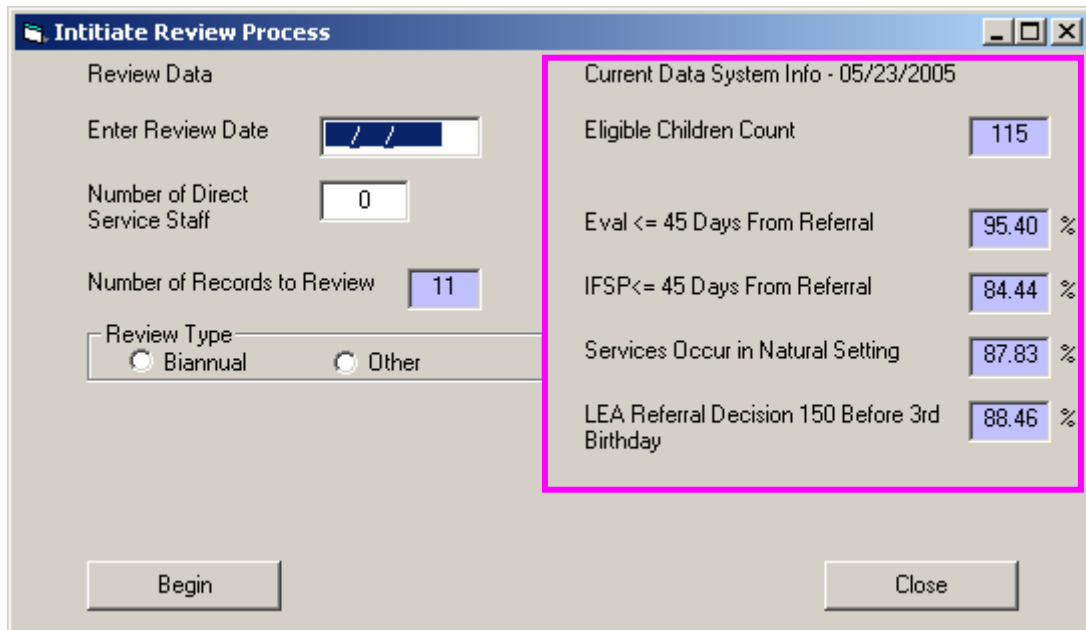 Intitiate Review Process
Review Data
Enter Review Date
/ /
Number of Direct
Service Staff
0
Number of Records to Review
11
Review Type
Biannual
Other
Begin
Current Data System Info - 05/23/2005
Eligible Children Count
115
Eval <= 45 Days From Referral
95.40 %
IFSP<= 45 Days From Referral
84.44 %
Services Occur in Natural Setting
87.83 %
LEA Referral Decision 150 Before 3rd
Birthday
88.46 %
Close